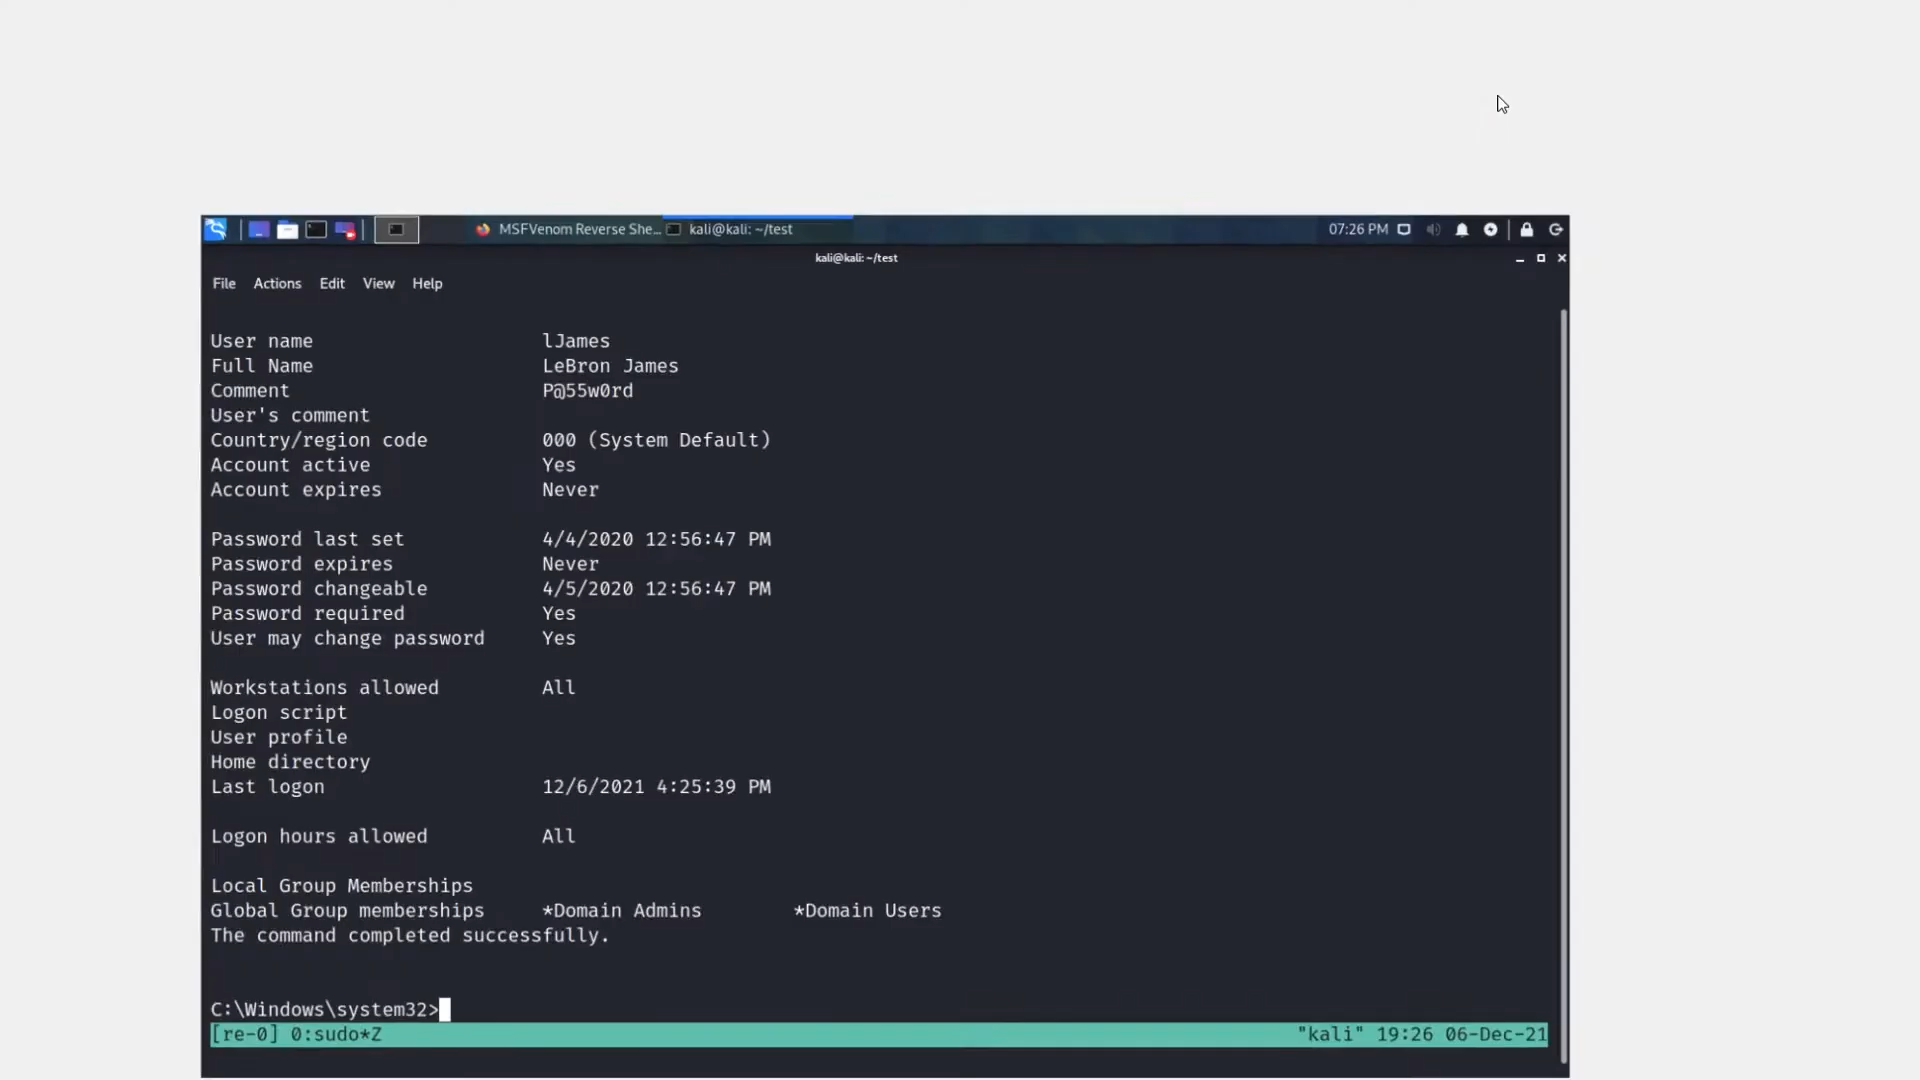 MSFVenom Reverse She... kali@kali: ~/test 07:26 PM
kali@kali: ~/test
File Actions Edit View Help
User name lJames
Full Name LeBron James
Comment P@55w0rd
User's comment
Country/region code 000 (System Default)
Account active Yes
Account expires Never
Password last set 4/4/2020 12:56:47 PM
Password expires Never
Password changeable 4/5/2020 12:56:47 PM
Password required Yes
User may change password Yes
Workstations allowed All
Logon script
User profile
Home directory
Last logon 12/6/2021 4:25:39 PM
Logon hours allowed All
Local Group Memberships
Global Group memberships *Domain Admins *Domain Users
The command completed successfully.
C:\Windows\system32>
[re-0] 0:sudo*Z "kali" 19:26 06-Dec-21